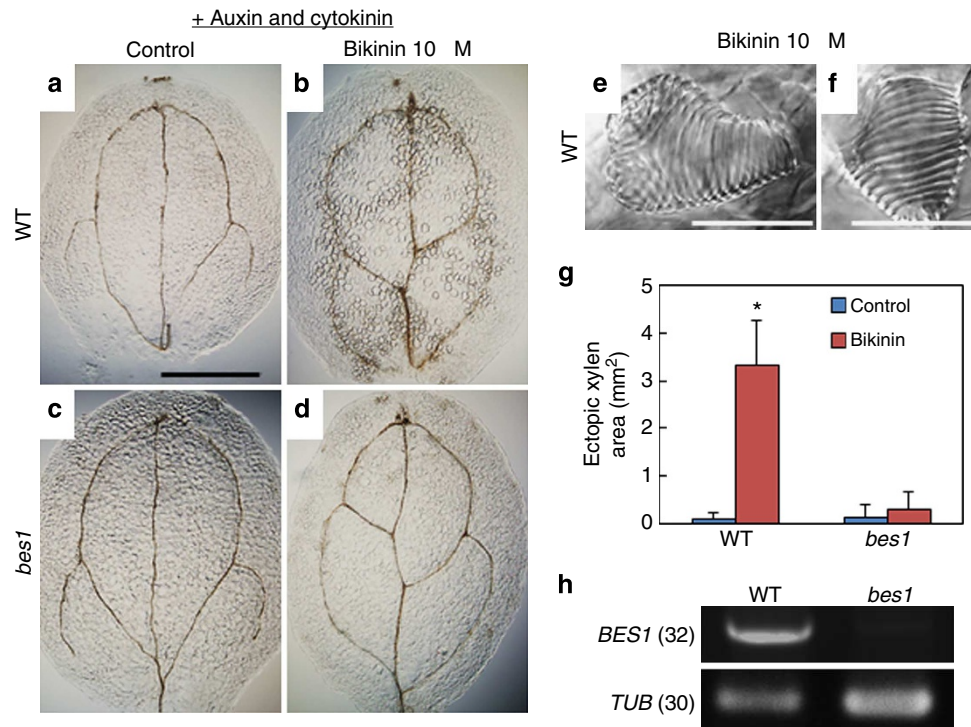 + Auxin and cytokinin
Control
Bikinin 10 M
Bikinin 10 M
a
b
e
f
WT
WT
c
d
bes1
g
Ectopic xylen
area (mm²)
5
4
3
2
1
0
*
Control
Bikinin
WT
bes1
h
WT
bes1
BES1 (32)
TUB (30)